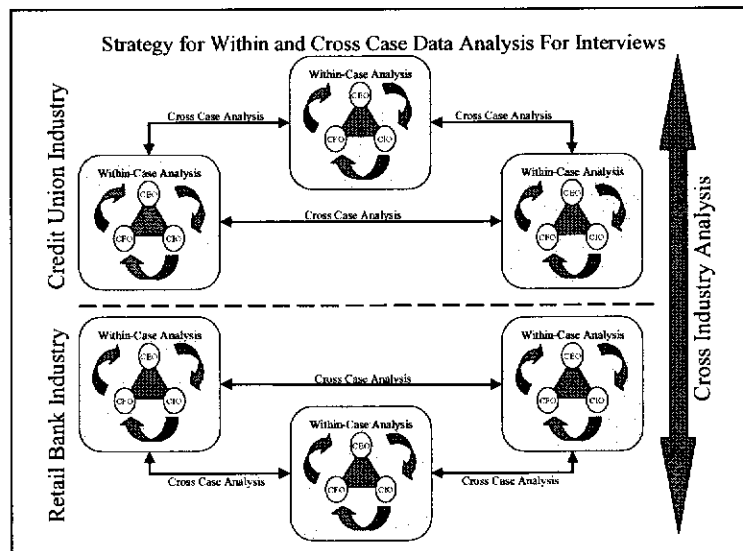 Strategy for Within and Cross Case Data Analysis For Interviews
Credit Union Industry
Within-Case Analysis
CEO
CFO
CIO
Cross Case Analysis
Cross Case Analysis
Within-Case Analysis
CEO
CFO
CIO
Cross Case Analysis
Within-Case Analysis
CEO
CFO
CIO
Cross Industry Analysis
Retail Bank Industry
Within-Case Analysis
CEO
CFO
CIO
Cross Case Analysis
Within-Case Analysis
CEO
CFO
CIO
Within-Case Analysis
CEO
CFO
CIO
Cross Case Analysis
Cross Case Analysis